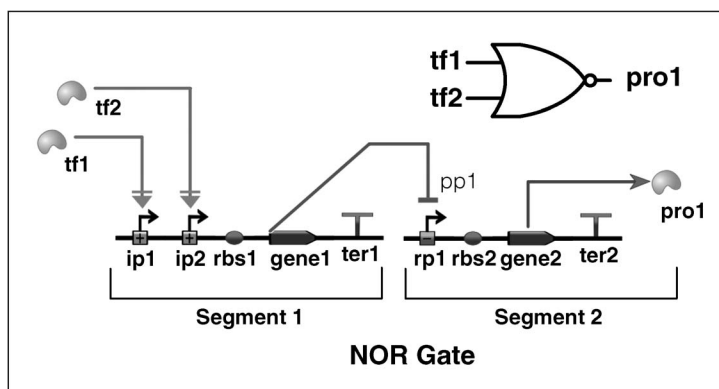 tf1
tf2
pro1
tf2
tf1
pp1
pro1
+ + −
ip1 ip2 rbs1 gene1 ter1 rp1 rbs2 gene2 ter2
Segment 1 Segment 2
NOR Gate